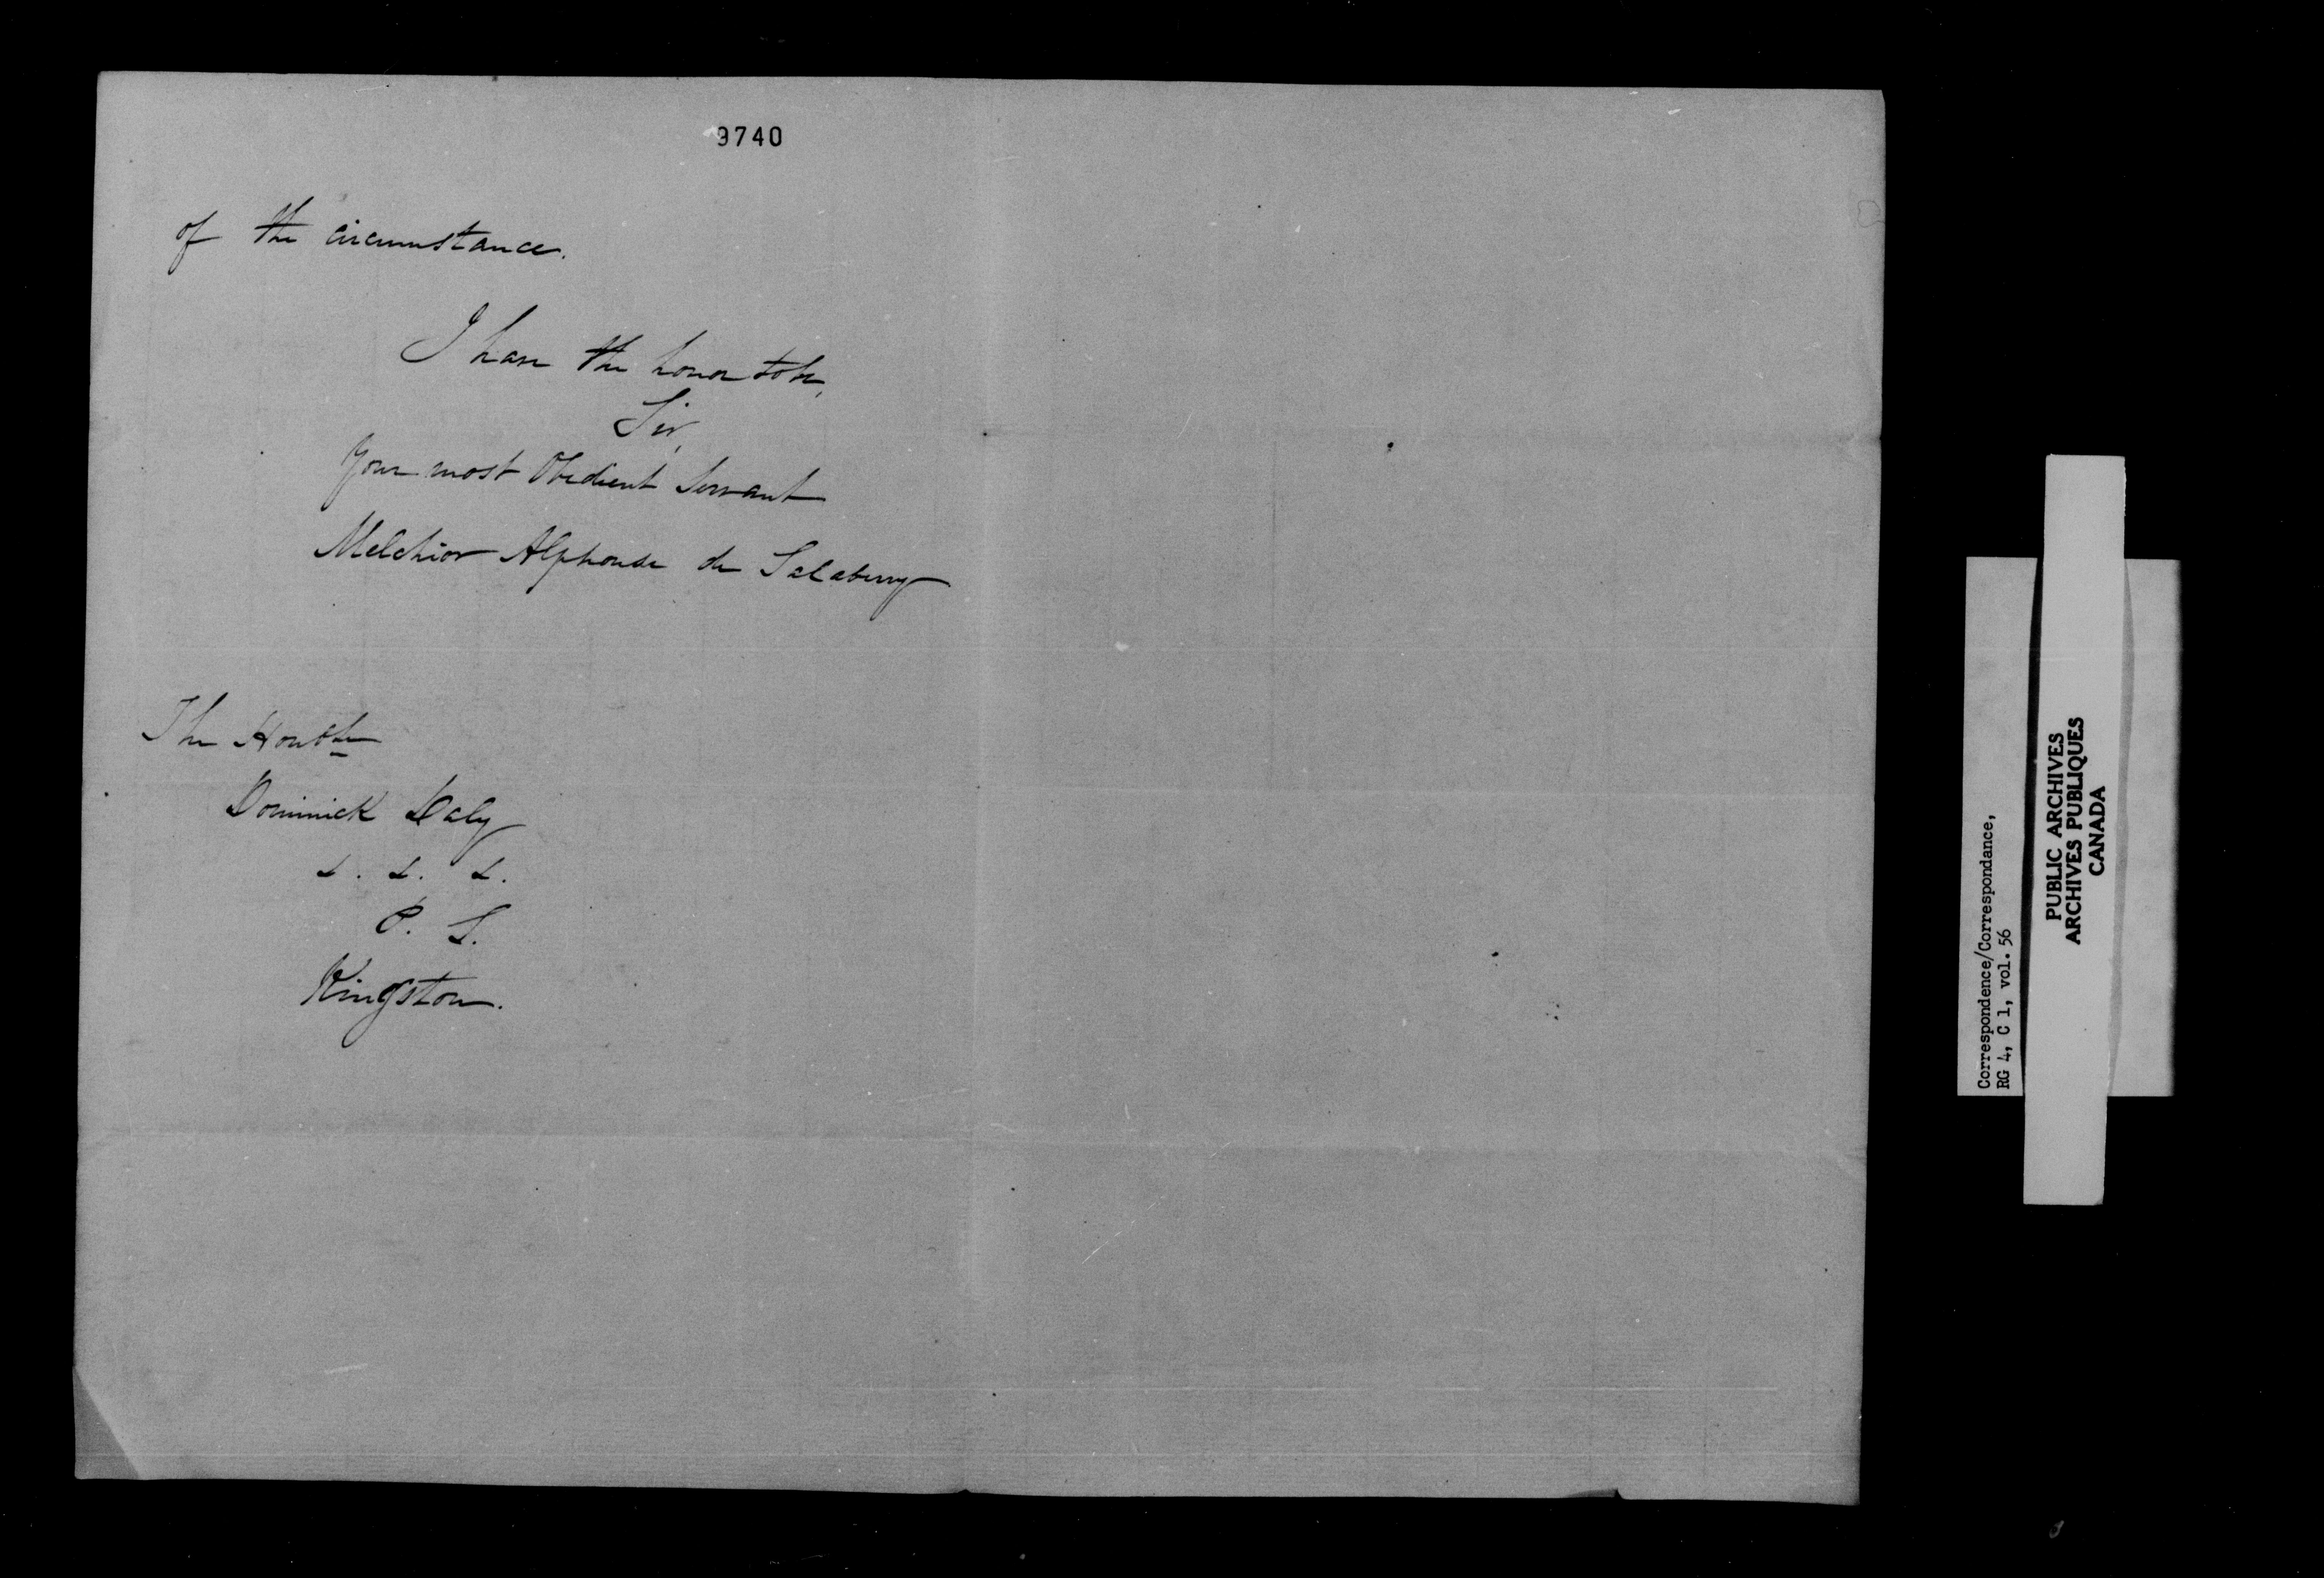 9740
of the circumstance.
I have the honor to be,
Sir,
Your most Obedient Servant
Melchior Alphonse de Salaberry
The Honble
Dominick Daly
&. &. &.
P. S.
Kingston.
Correspondence/Correspondance,
RG 4, C 1, vol. 56
PUBLIC ARCHIVES
ARCHIVES PUBLIQUES
CANADA